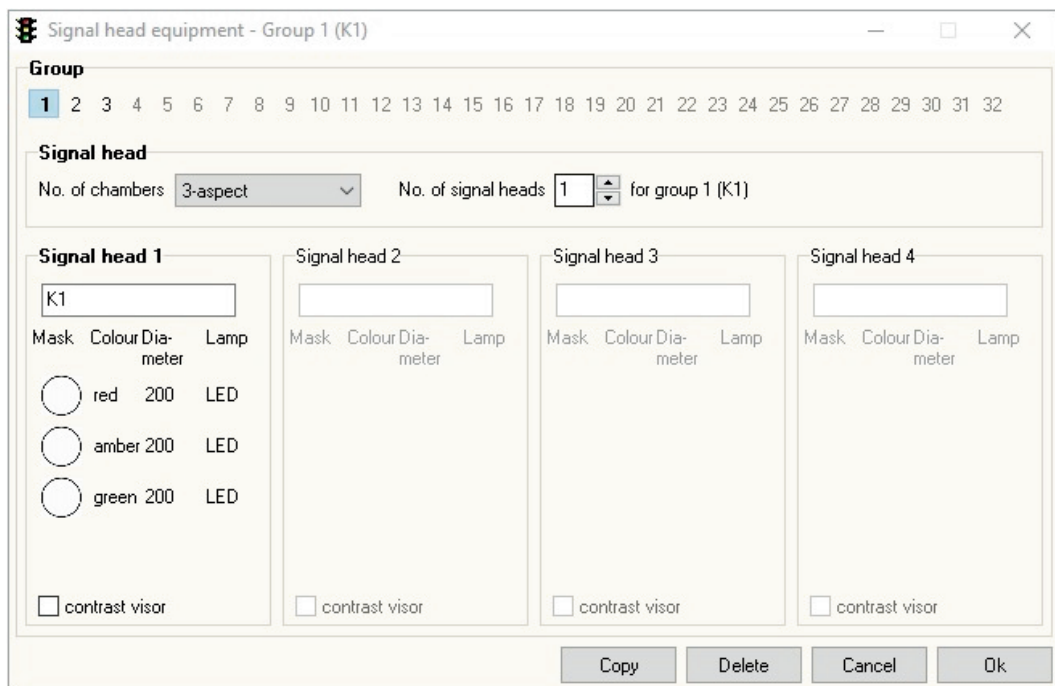 Signal head equipment - Group 1 (K1)
Group
1 2 3 4 5 6 7 8 9 10 11 12 13 14 15 16 17 18 19 20 21 22 23 24 25 26 27 28 29 30 31 32
Signal head
No. of chambers 3-aspect No. of signal heads 1 for group 1 (K1)
Signal head 1 Signal head 2 Signal head 3 Signal head 4
K1
Mask Colour Dia- Lamp Mask Colour Dia- Lamp Mask Colour Dia- Lamp Mask Colour Dia- Lamp
meter meter meter meter
red 200 LED
amber 200 LED
green 200 LED
contrast visor contrast visor contrast visor contrast visor
Copy Delete Cancel Ok